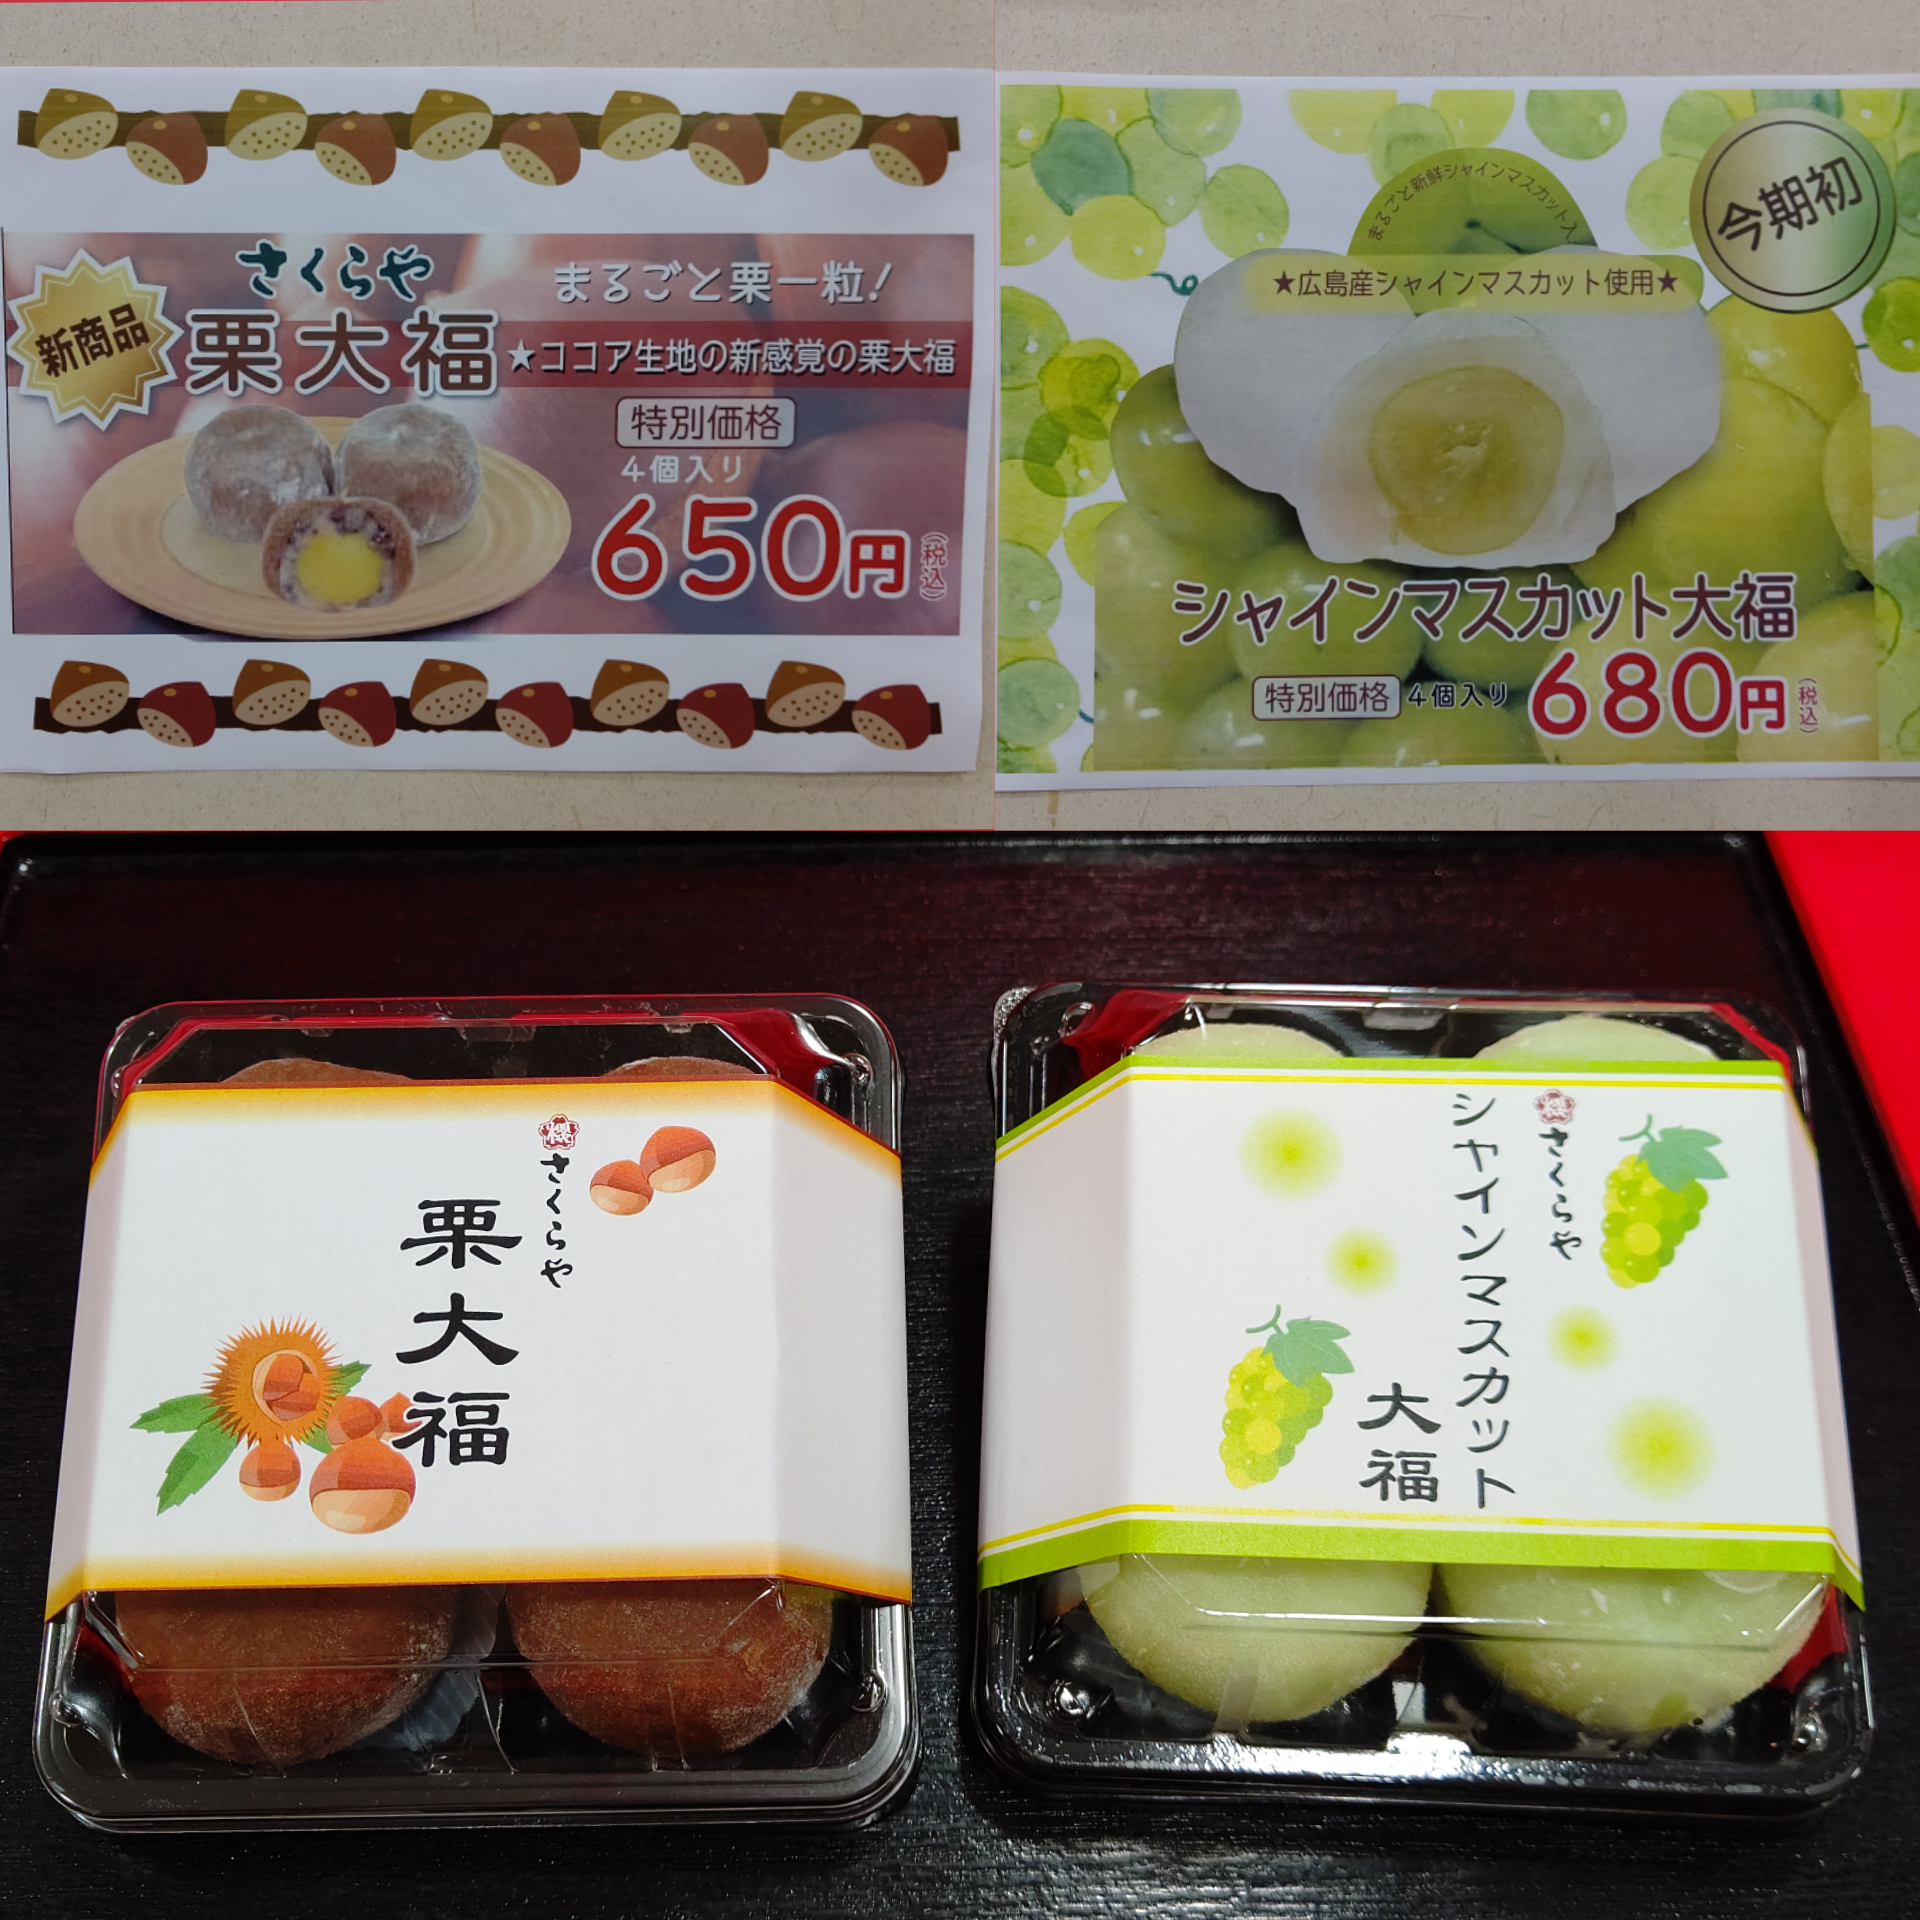 新商品
さくらや
栗大福
まるごと栗一粒!
★ココア生地の新感覚の栗大福
特別価格
4個入り
650円(税込)
今期初
まるごと新鮮シャインマスカット入
★広島産シャインマスカット使用★
シャインマスカット大福
特別価格 4個入り 680円(税込)
櫻
さくらや
栗大福
櫻
さくらや
シャインマスカット
大福